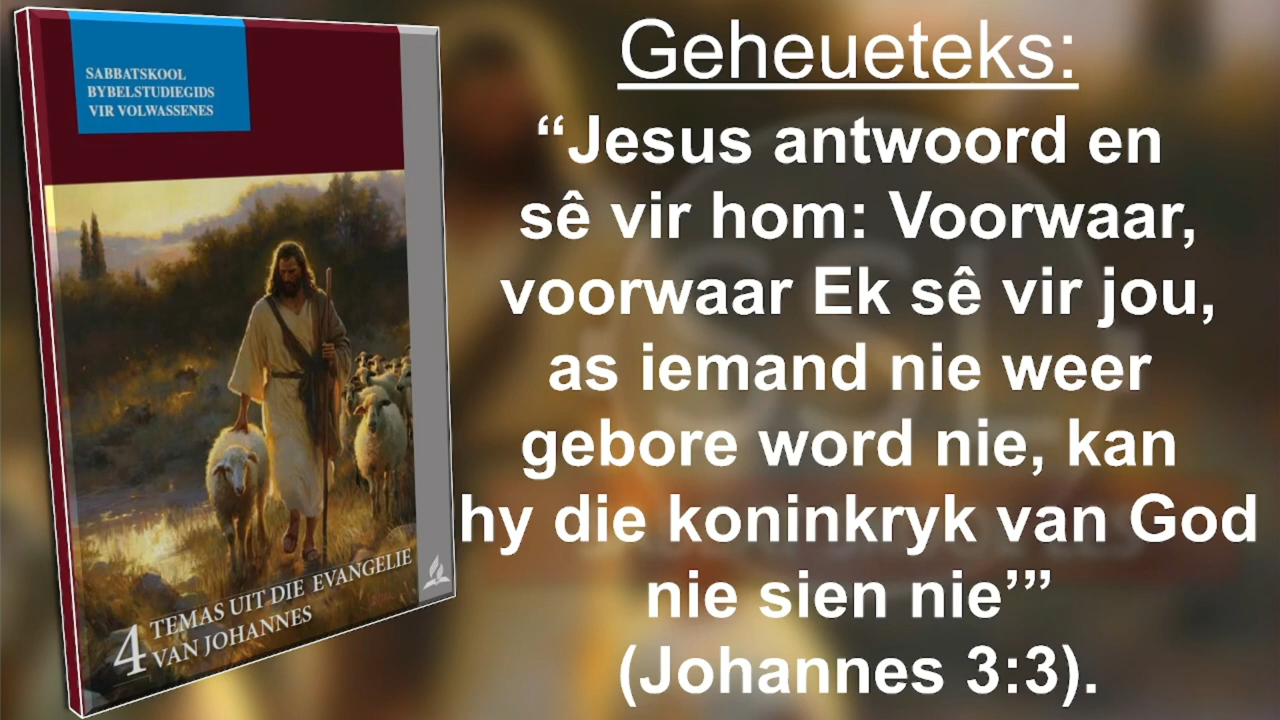 SABBATSKOOL
BYBELSTUDIEGIDS
VIR VOLWASSENES
4 TEMAS UIT DIE EVANGELIE
VAN JOHANNES
Geheueteks:
“Jesus antwoord en
sê vir hom: Voorwaar,
voorwaar Ek sê vir jou,
as iemand nie weer
gebore word nie, kan
hy die koninkryk van God
nie sien nie’”
(Johannes 3:3).